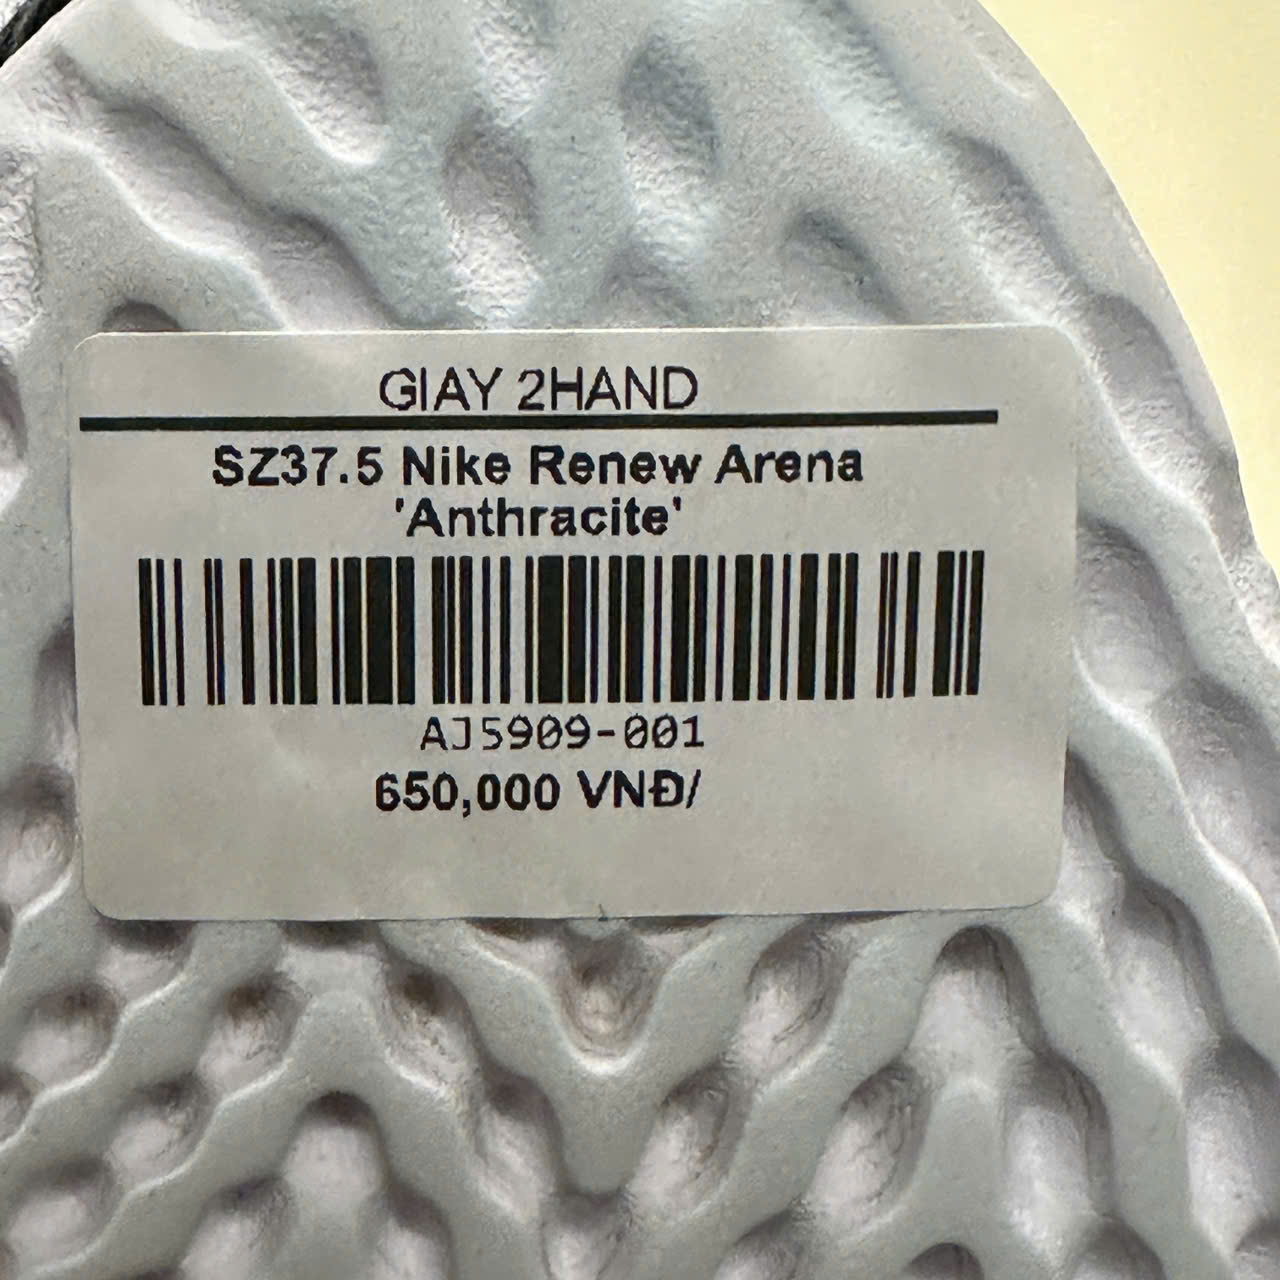 GIAY 2HAND
SZ37.5 Nike Renew Arena
'Anthracite'
AJ5909-001
650,000 VNĐ/